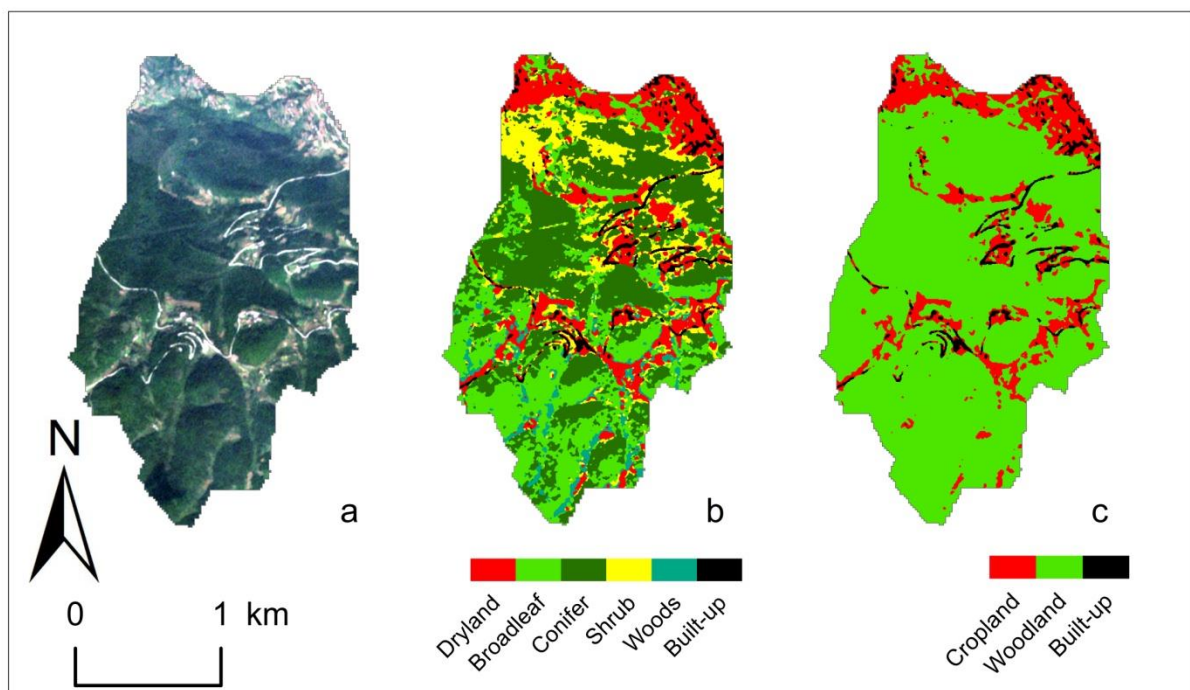 a
b
c
N
0 1 km
Dryland
Broadleaf
Conifer
Shrub
Woods
Built-up
Cropland
Woodland
Built-up